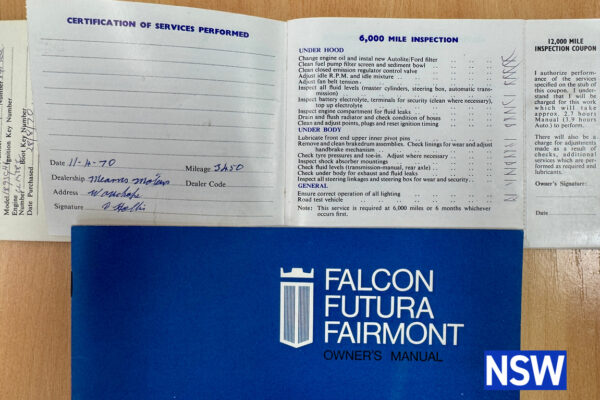 CERTIFICATION OF SERVICES PERFORMED
Date 11-4-70 Mileage
Dealership Motors Dealer Code
Address Wauchope
Signature
Ignition Key Number
Boot Key Number
Date Purchased
6,000 MILE INSPECTION
UNDER HOOD
Change engine oil and instal new Autolite/Ford filter
Clean fuel pump filter screen and sediment bowl
Clean closed emission regulator control valve
Adjust idle R.P.M. and idle mixture
Adjust fan belt tension
Inspect all fluid levels (master cylinders, steering box, automatic trans-
mission)
Inspect battery electrolyte, terminals for security (clean where necessary),
top up electrolyte
Inspect engine compartment for fluid leaks
Drain and flush radiator and check condition of hoses
Clean and adjust points, plugs and reset ignition timing
UNDER BODY
Lubricate front end upper inner pivot pins
Remove and clean brakedrum assemblies. Check linings for wear and adjust
handbrake mechanism
Check tyre pressures and toe-in. Adjust where necessary
Inspect shock absorber mountings
Check fluid levels (transmission-manual, rear axle)
Check under body for exhaust and fluid leaks
Inspect all steering linkages and steering box for wear and security
GENERAL
Ensure correct operation of all lighting
Road test vehicle
Note: This service is required at 6,000 miles or 6 months whichever
occurs first.
12,000 MILE
INSPECTION COUPON
I authorize perform-
ance of the services
specified on the stub of
this coupon. I under-
stand that I will be
charged for this work
which will take
approx. 2.7 hours
Manual (3.9 hours
Auto.) to perform.
There will also be a
charge for adjustments
made as a result of
checks, additional
services which are per-
formed as required and
lubricants.
Owner's Signature:
Date
FALCON
FUTURA
FAIRMONT
OWNER'S MANUAL
NSW